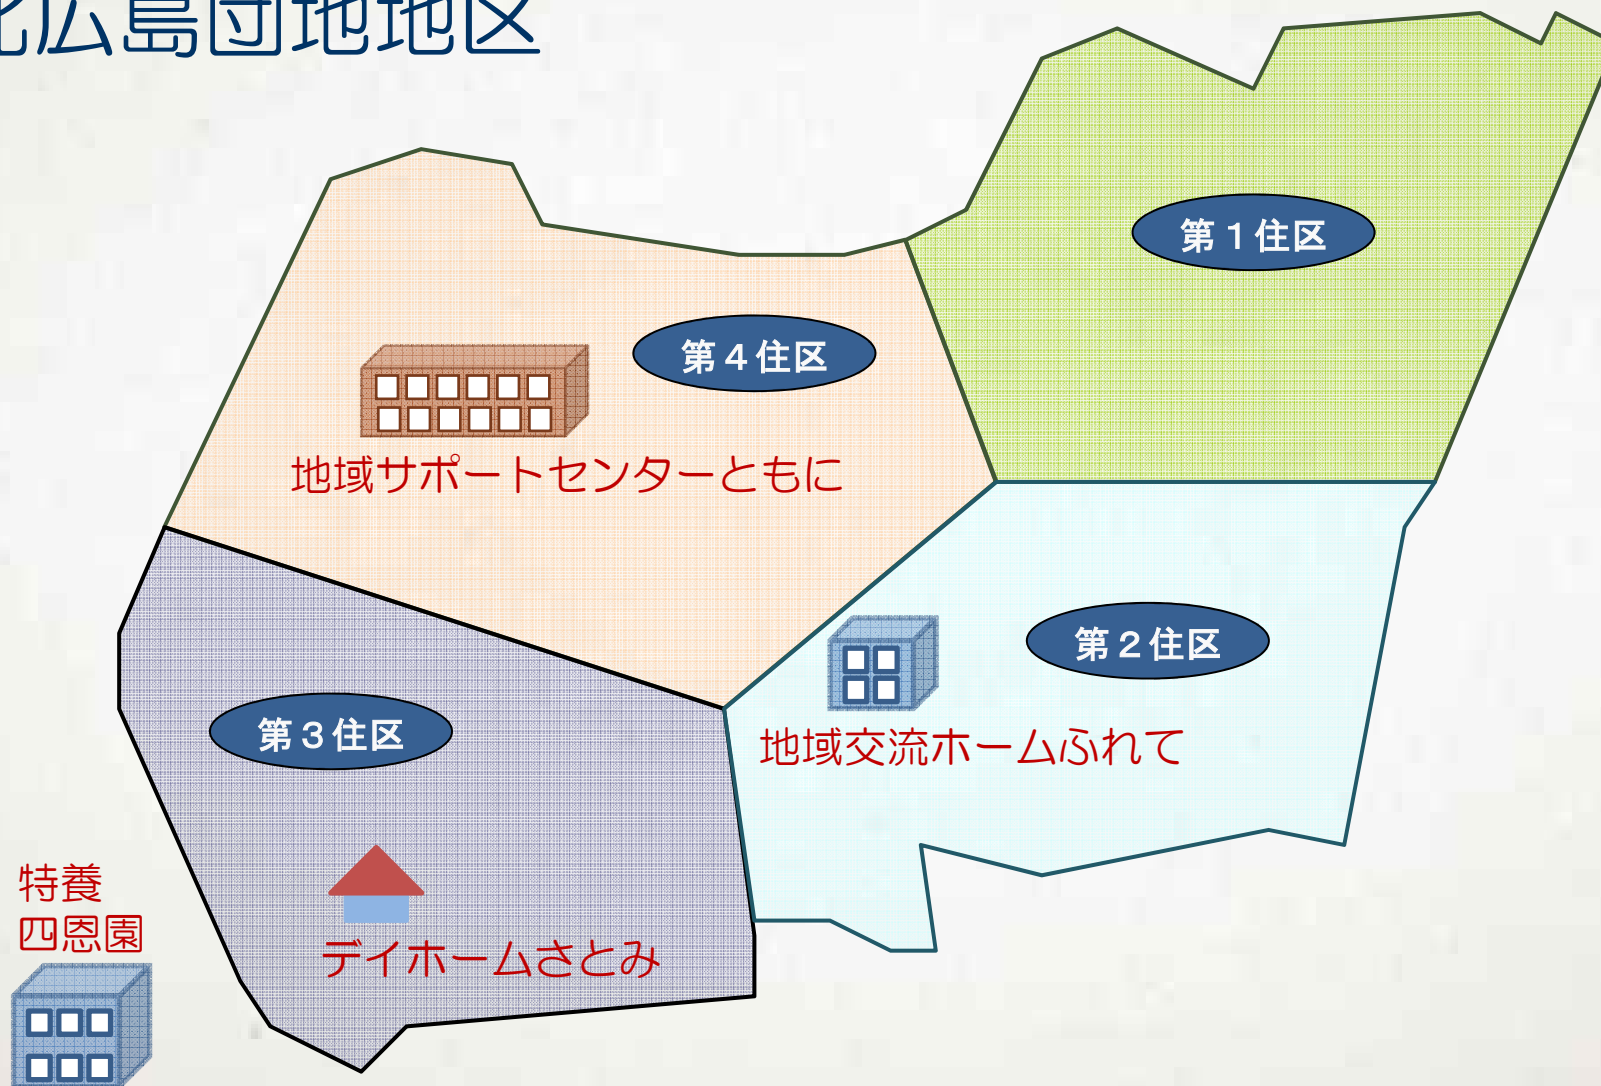 北広島団地地区
第１住区
第４住区
地域サポートセンターともに
第２住区
地域交流ホームふれて
第３住区
デイホームさとみ
特養
四恩園